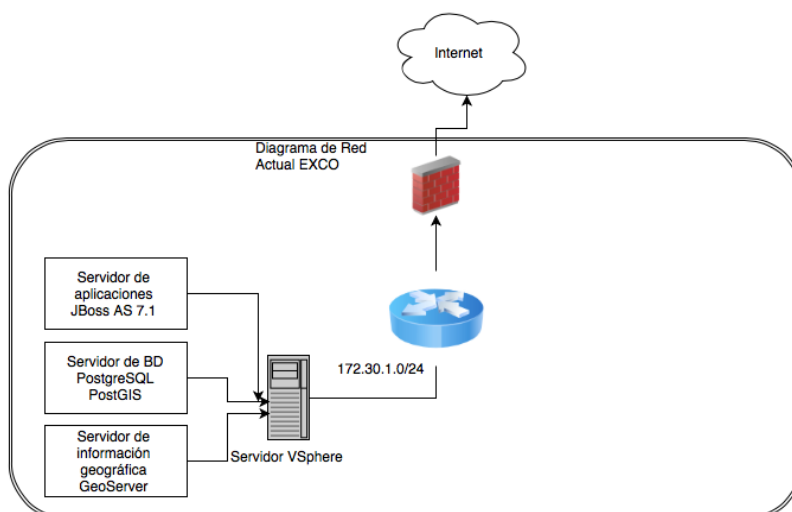 Internet
Diagrama de Red
Actual EXCO
Servidor de
aplicaciones
JBoss AS 7.1
Servidor de BD
PostgreSQL
PostGIS
172.30.1.0/24
Servidor de
información
geográfica
GeoServer
Servidor VSphere